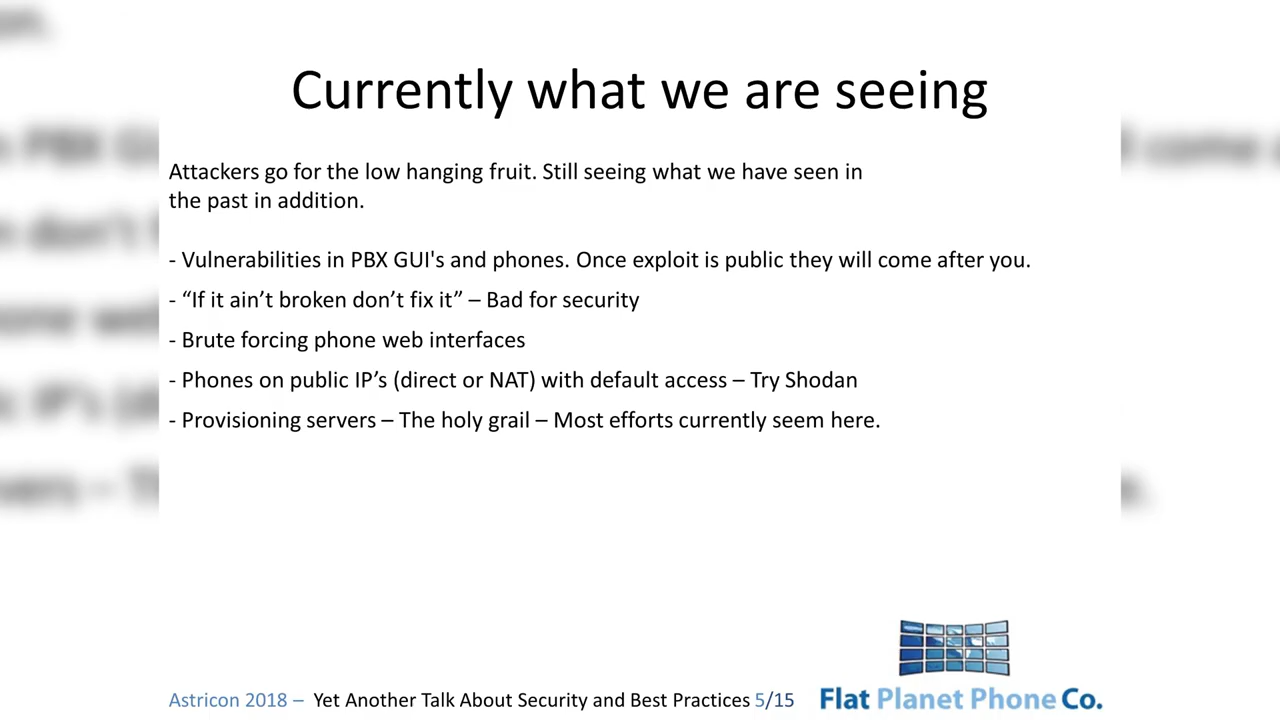 Currently what we are seeing
Attackers go for the low hanging fruit. Still seeing what we have seen in
the past in addition.
- Vulnerabilities in PBX GUI's and phones. Once exploit is public they will come after you.
- “If it ain’t broken don’t fix it” – Bad for security
- Brute forcing phone web interfaces
- Phones on public IP’s (direct or NAT) with default access – Try Shodan
- Provisioning servers – The holy grail – Most efforts currently seem here.
Astricon 2018 – Yet Another Talk About Security and Best Practices 5/15
Flat Planet Phone Co.